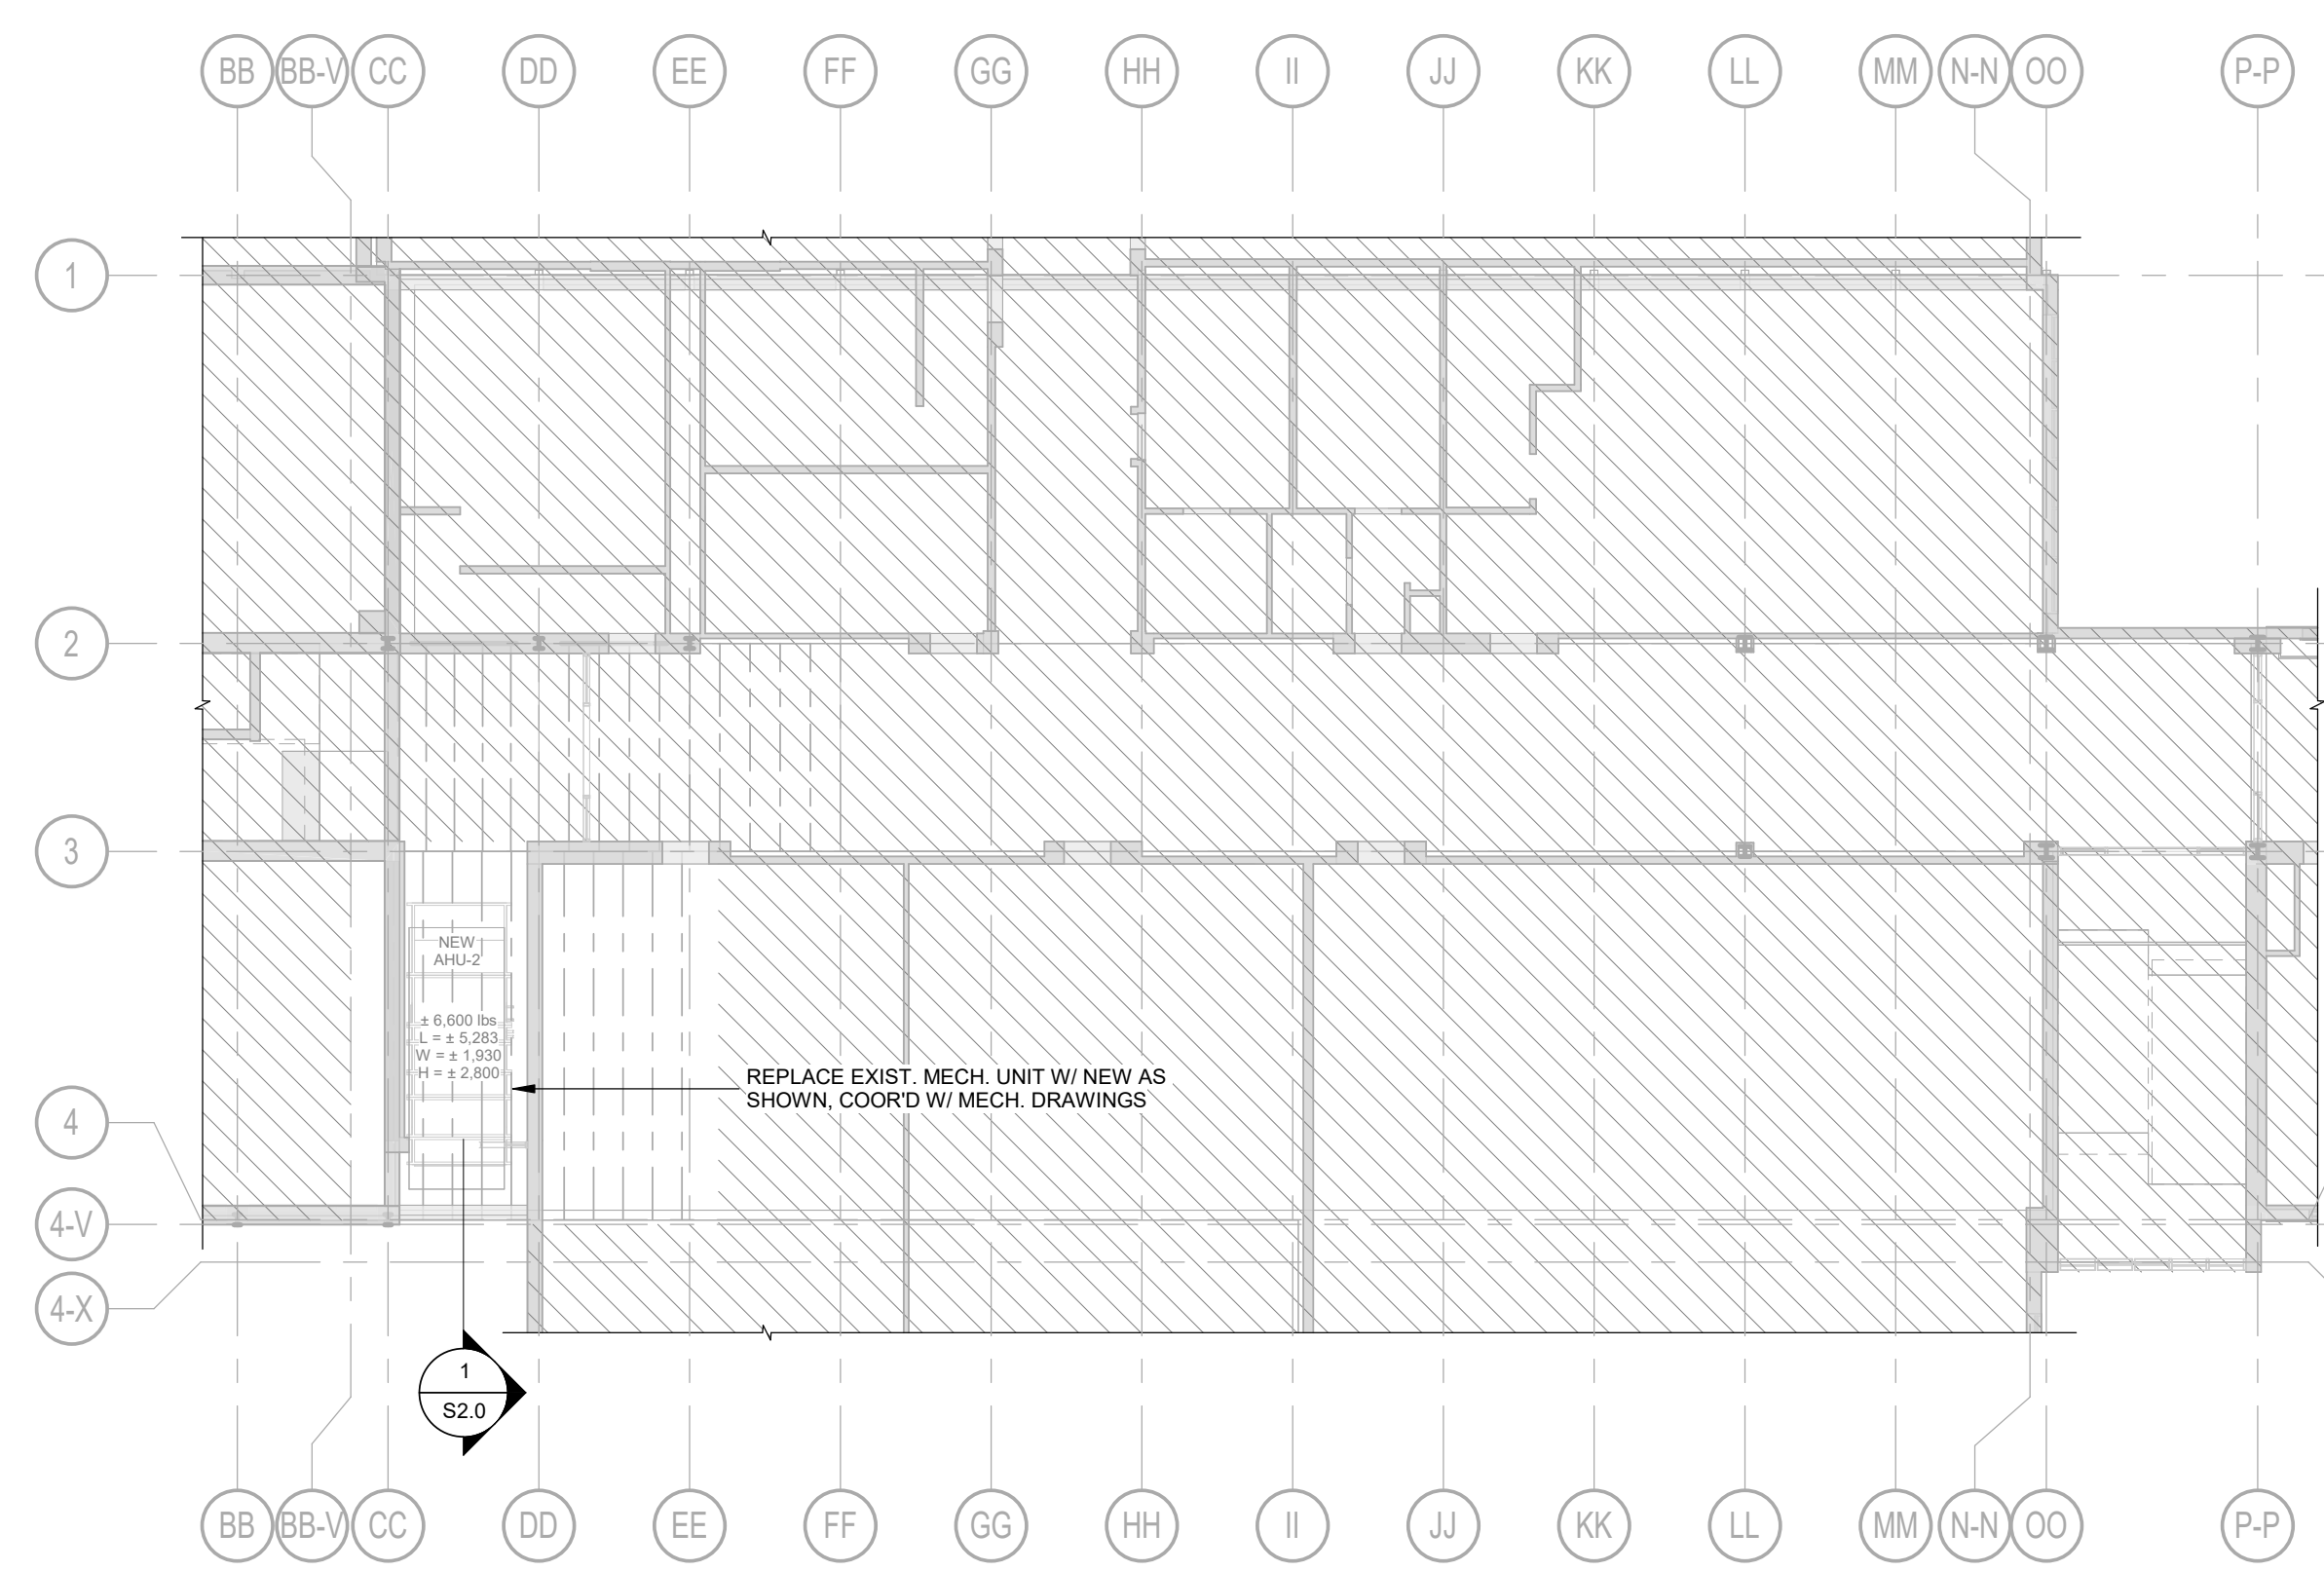 BB BB-V CC DD EE FF GG HH II JJ KK LL MM N-N OO P-P
1
2
3
NEW
AHU-2
± 6,600 lbs
L = ± 5,283
W = ± 1,930
H = ± 2,800
REPLACE EXIST. MECH. UNIT W/ NEW AS
SHOWN, COOR'D W/ MECH. DRAWINGS
4
4-V
4-X
1
S2.0
BB BB-V CC DD EE FF GG HH II JJ KK LL MM N-N OO P-P